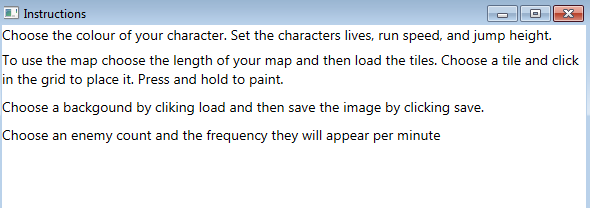 Instructions
Choose the colour of your character. Set the characters lives, run speed, and jump height.
To use the map choose the length of your map and then load the tiles. Choose a tile and click
in the grid to place it. Press and hold to paint.
Choose a backgound by cliking load and then save the image by clicking save.
Choose an enemy count and the frequency they will appear per minute